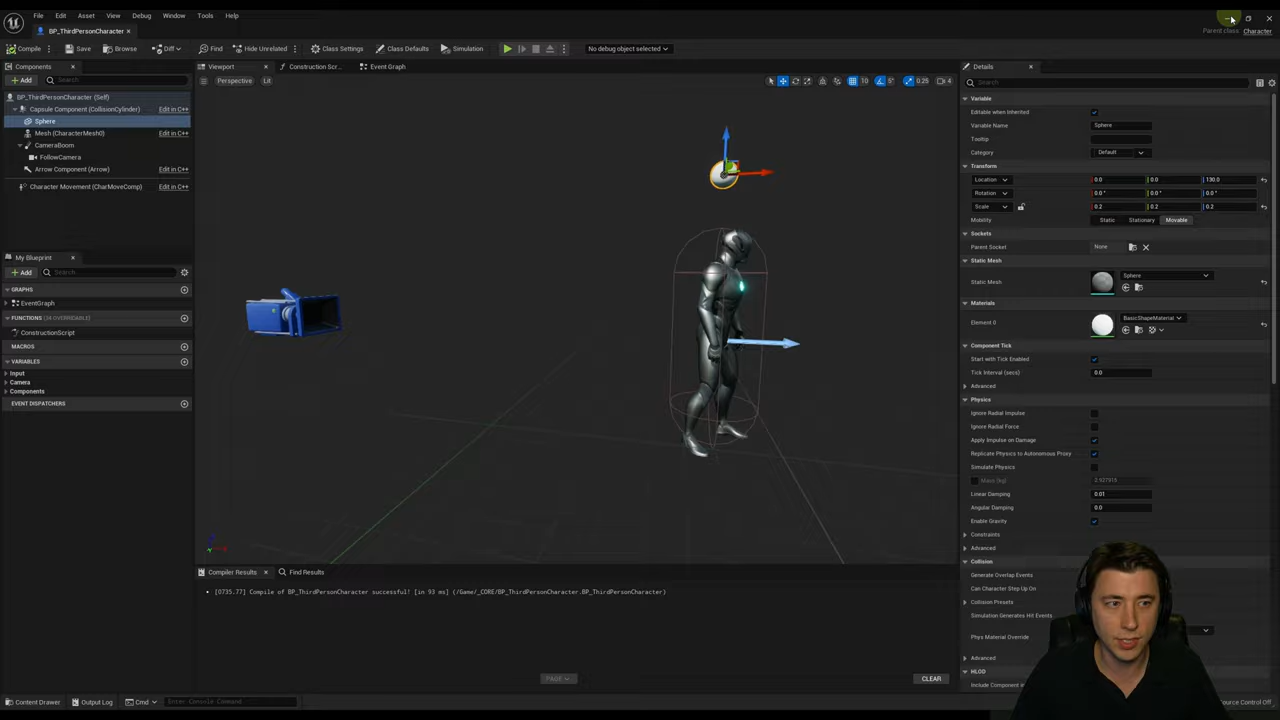 File Edit Asset View Debug Window Tools Help
BP_ThirdPersonCharacter
Parent class: Character
Compile Save Browse Diff Find Hide Unrelated Class Settings Class Defaults Simulation No debug object selected
Components
Add Search
BP_ThirdPersonCharacter (Self)
Capsule Component (CollisionCylinder) Edit in C++
Sphere
Mesh (CharacterMesh0) Edit in C++
CameraBoom
FollowCamera
Arrow Component (Arrow) Edit in C++
Character Movement (CharMoveComp) Edit in C++
My Blueprint
Add Search
GRAPHS
EventGraph
FUNCTIONS (34 OVERRIDABLE)
ConstructionScript
MACROS
VARIABLES
Input
Camera
Components
EVENT DISPATCHERS
Viewport Construction Scr... Event Graph
Perspective Lit
10 5° 0.25 4
Compiler Results Find Results
[0735.77] Compile of BP_ThirdPersonCharacter successful! [in 93 ms] (/Game/_CORE/BP_ThirdPersonCharacter.BP_ThirdPersonCharacter)
PAGE CLEAR
Details
Search
Variable
Editable when Inherited
Variable Name Sphere
Tooltip
Category Default
Transform
Location 0.0 0.0 130.0
Rotation 0.0° 0.0° 0.0°
Scale 0.2 0.2 0.2
Mobility Static Stationary Movable
Sockets
Parent Socket None
Static Mesh
Static Mesh Sphere
Materials
Element 0 BasicShapeMaterial
Component Tick
Start with Tick Enabled
Tick Interval (secs) 0.0
Advanced
Physics
Ignore Radial Impulse
Ignore Radial Force
Apply Impulse on Damage
Replicate Physics to Autonomous Proxy
Simulate Physics
Mass (kg) 2.927915
Linear Damping 0.01
Angular Damping 0.0
Enable Gravity
Constraints
Advanced
Collision
Generate Overlap Events
Can Character Step Up On
Collision Presets
Simulation Generates Hit Events
Phys Material Override
Advanced
HLOD
Include Component in
Content Drawer Output Log Cmd Enter Console Command
Source Control Off